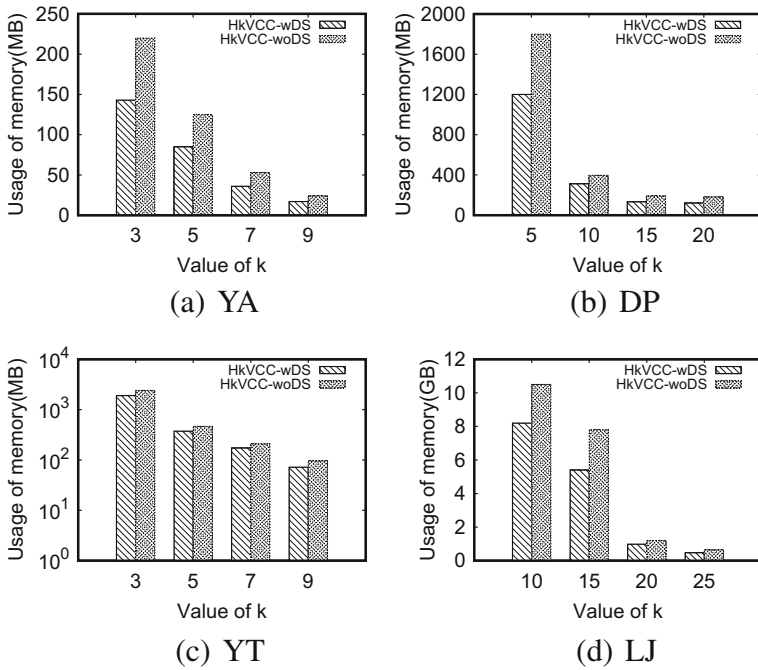 250
200
150
100
50
0
Usage of memory(MB)
HkVCC-wDS
HkVCC-woDS
3 5 7 9
Value of k
(a) YA
2000
1600
1200
800
400
0
Usage of memory(MB)
HkVCC-wDS
HkVCC-woDS
5 10 15 20
Value of k
(b) DP
10^4
10^3
10^2
10^1
10^0
Usage of memory(MB)
HkVCC-wDS
HkVCC-woDS
3 5 7 9
Value of k
(c) YT
12
10
8
6
4
2
0
Usage of memory(GB)
HkVCC-wDS
HkVCC-woDS
10 15 20 25
Value of k
(d) LJ